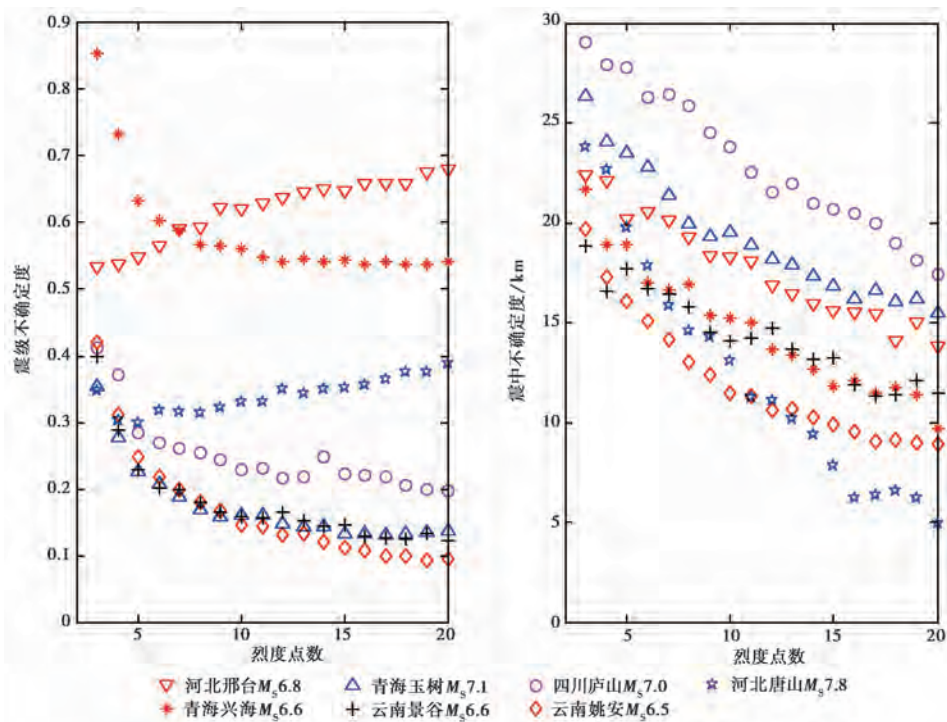 0.9
0.8
0.7
0.6
0.5
0.4
0.3
0.2
0.1
0
5
10
15
20
震级不确定度
烈度点数
30
25
20
15
10
5
0
5
10
15
20
震中不确定度/km
烈度点数
河北邢台Mₛ6.8
青海玉树Mₛ7.1
四川庐山Mₛ7.0
河北唐山Mₛ7.8
青海兴海Mₛ6.6
云南景谷Mₛ6.6
云南姚安Mₛ6.5